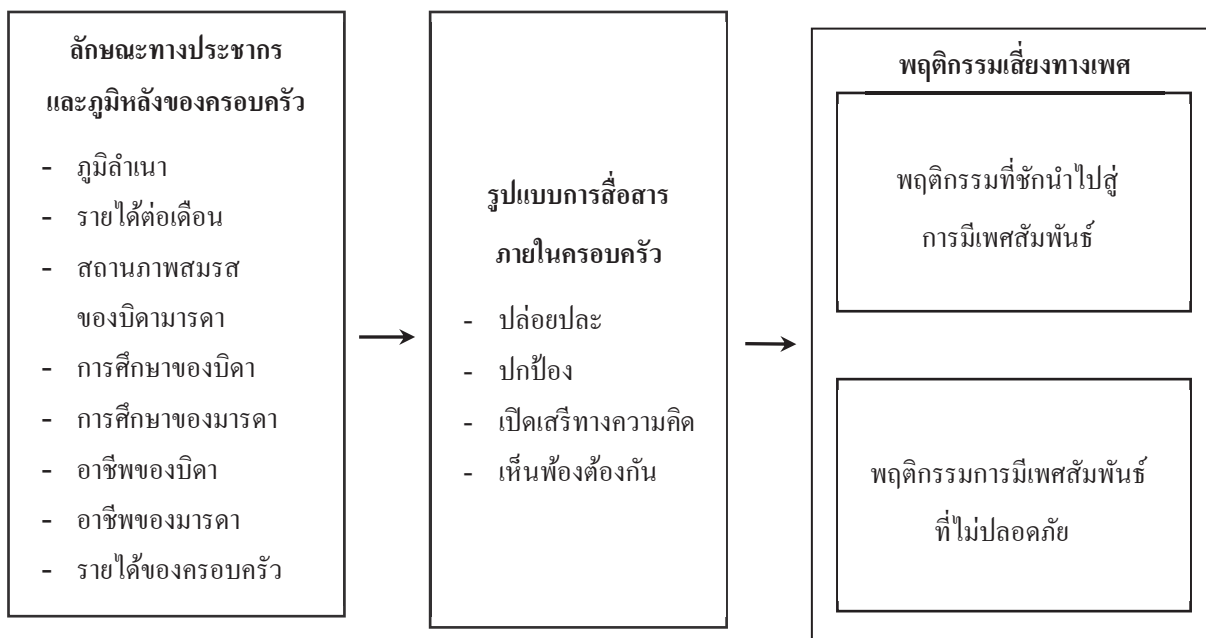 ลักษณะทางประชากร
และภูมิหลังของครอบครัว
- ภูมิลำเนา
- รายได้ต่อเดือน
- สถานภาพสมรส
ของบิดามารดา
- การศึกษาของบิดา
- การศึกษาของมารดา
- อาชีพของบิดา
- อาชีพของมารดา
- รายได้ของครอบครัว
รูปแบบการสื่อสาร
ภายในครอบครัว
- ปล่อยปละ
- ปกป้อง
- เปิดเสรีทางความคิด
- เห็นพ้องต้องกัน
พฤติกรรมเสี่ยงทางเพศ
พฤติกรรมที่ชักนำไปสู่
การมีเพศสัมพันธ์
พฤติกรรมการมีเพศสัมพันธ์
ที่ไม่ปลอดภัย